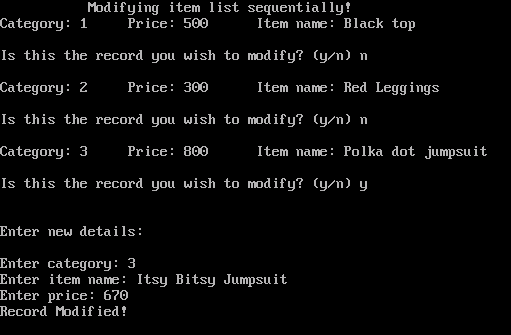 Modifying item list sequentially!
Category: 1 Price: 500 Item name: Black top
Is this the record you wish to modify? (y/n) n
Category: 2 Price: 300 Item name: Red Leggings
Is this the record you wish to modify? (y/n) n
Category: 3 Price: 800 Item name: Polka dot jumpsuit
Is this the record you wish to modify? (y/n) y
Enter new details:
Enter category: 3
Enter item name: Itsy Bitsy Jumpsuit
Enter price: 670
Record Modified!